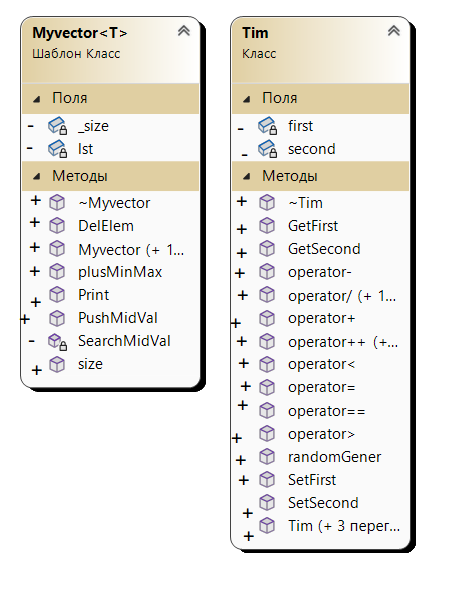 Myvector<T>
Шаблон Класс
Поля
- _size
- lst
Методы
+ ~Myvector
+ DelElem
+ Myvector (+ 1...
+ plusMinMax
+ Print
+ PushMidVal
- SearchMidVal
+ size
Tim
Класс
Поля
- first
- second
Методы
+ ~Tim
+ GetFirst
+ GetSecond
+ operator-
+ operator/ (+ 1...
+ operator+
+ operator++ (+...
+ operator<
+ operator=
+ operator==
+ operator>
+ randomGener
+ SetFirst
+ SetSecond
+ Tim (+ 3 перег...